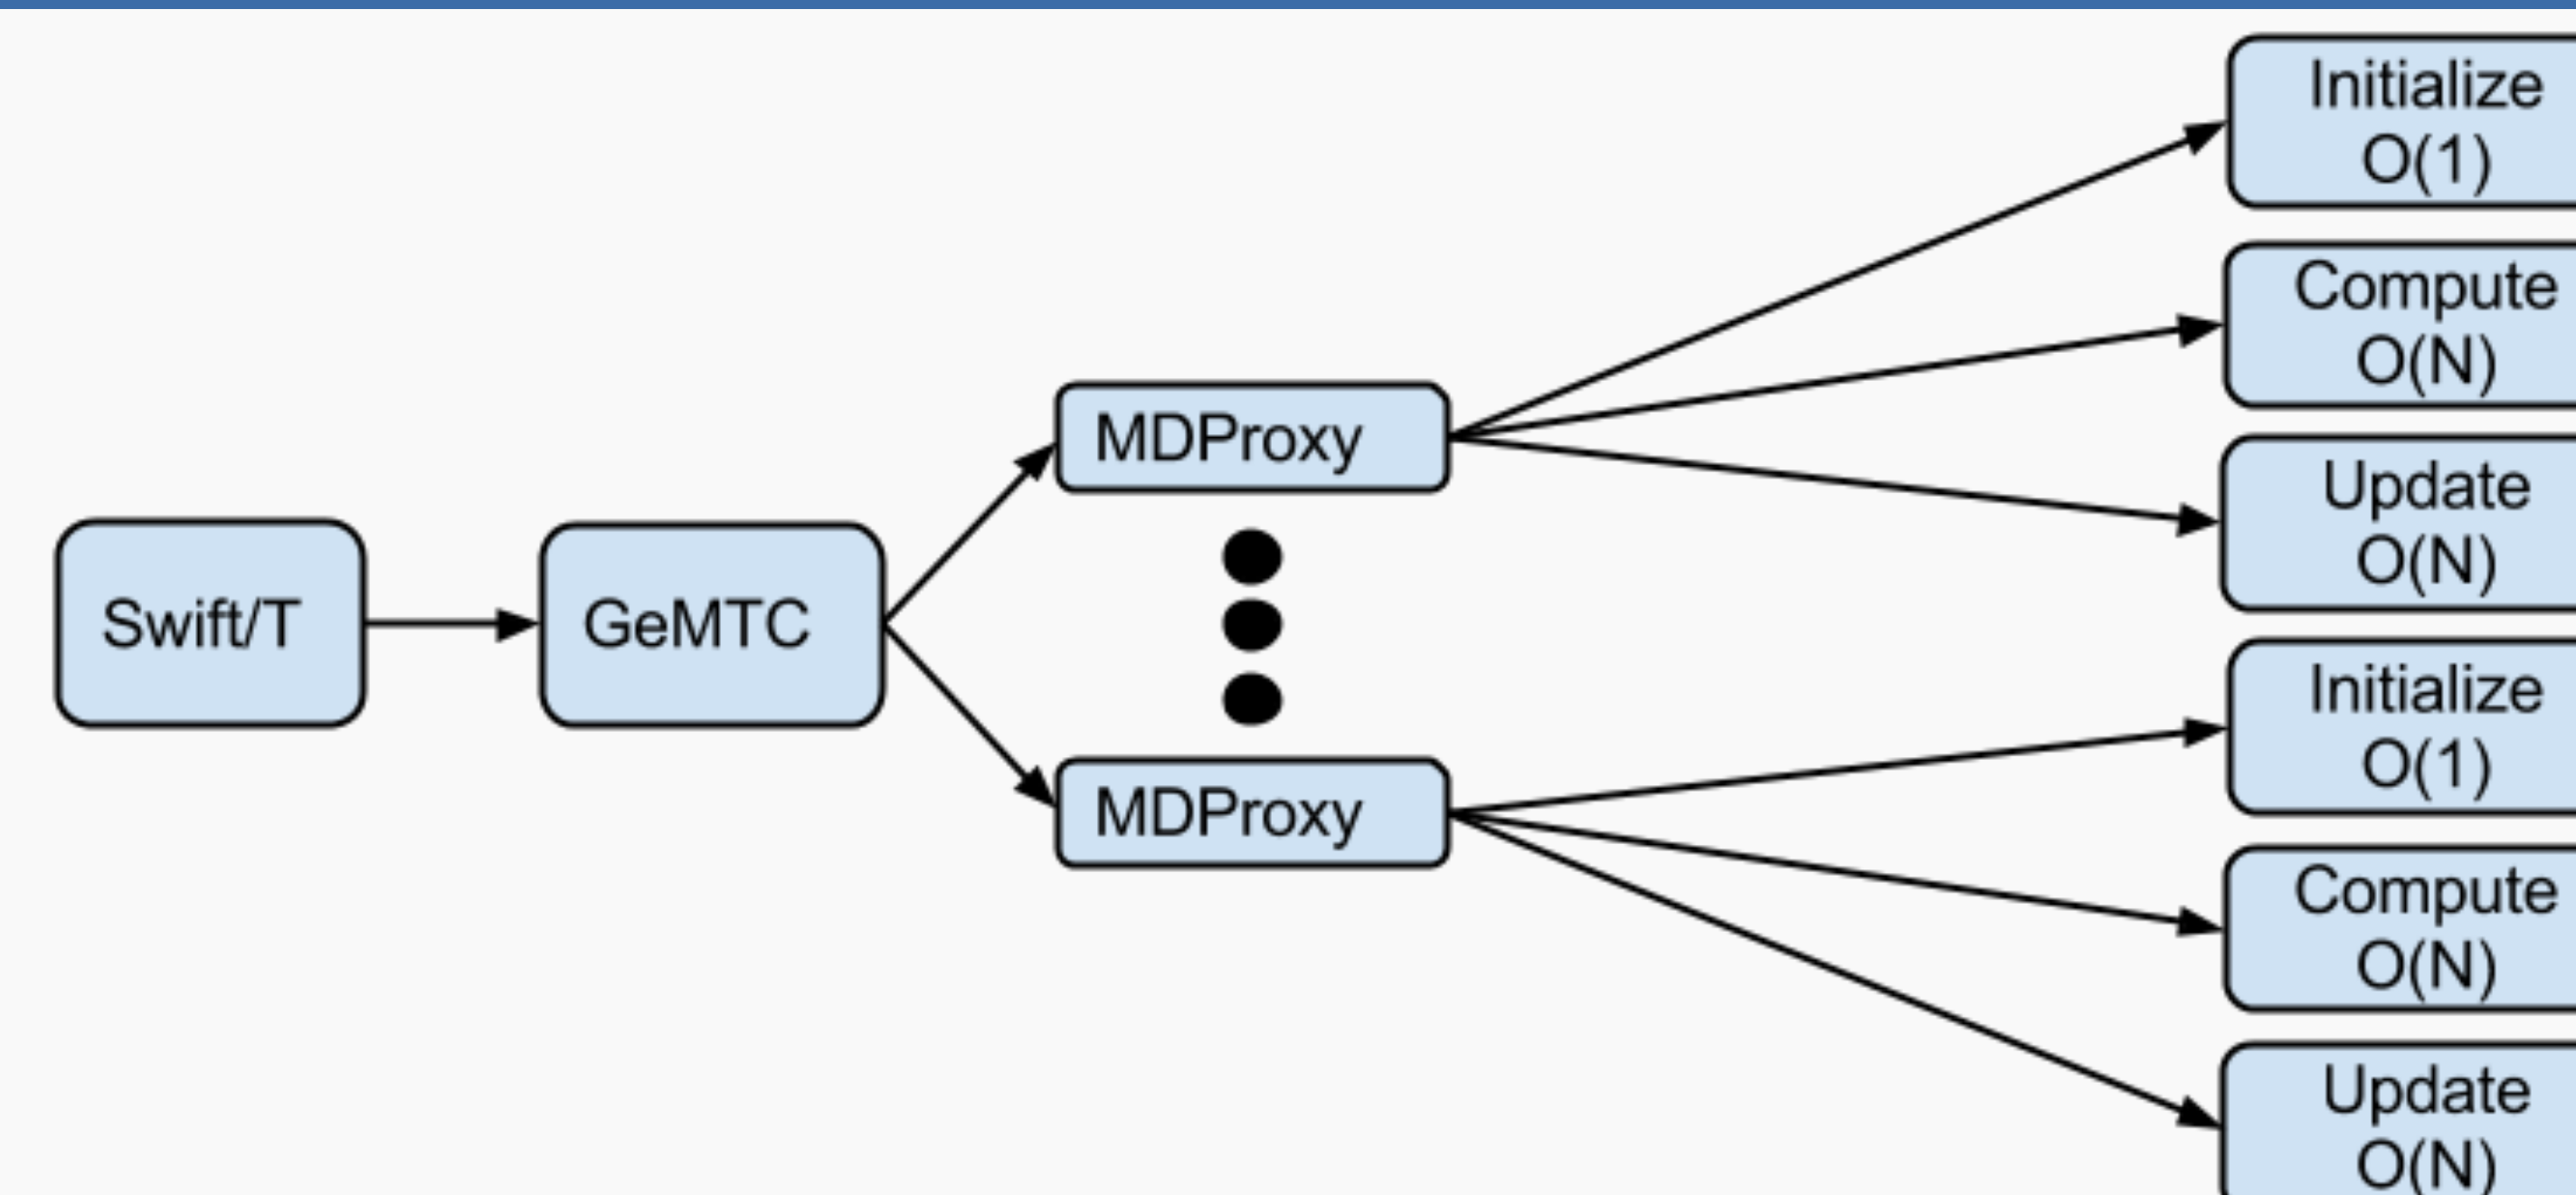 Swift/T
GeMTC
MDProxy
MDProxy
Initialize
O(1)
Compute
O(N)
Update
O(N)
Initialize
O(1)
Compute
O(N)
Update
O(N)